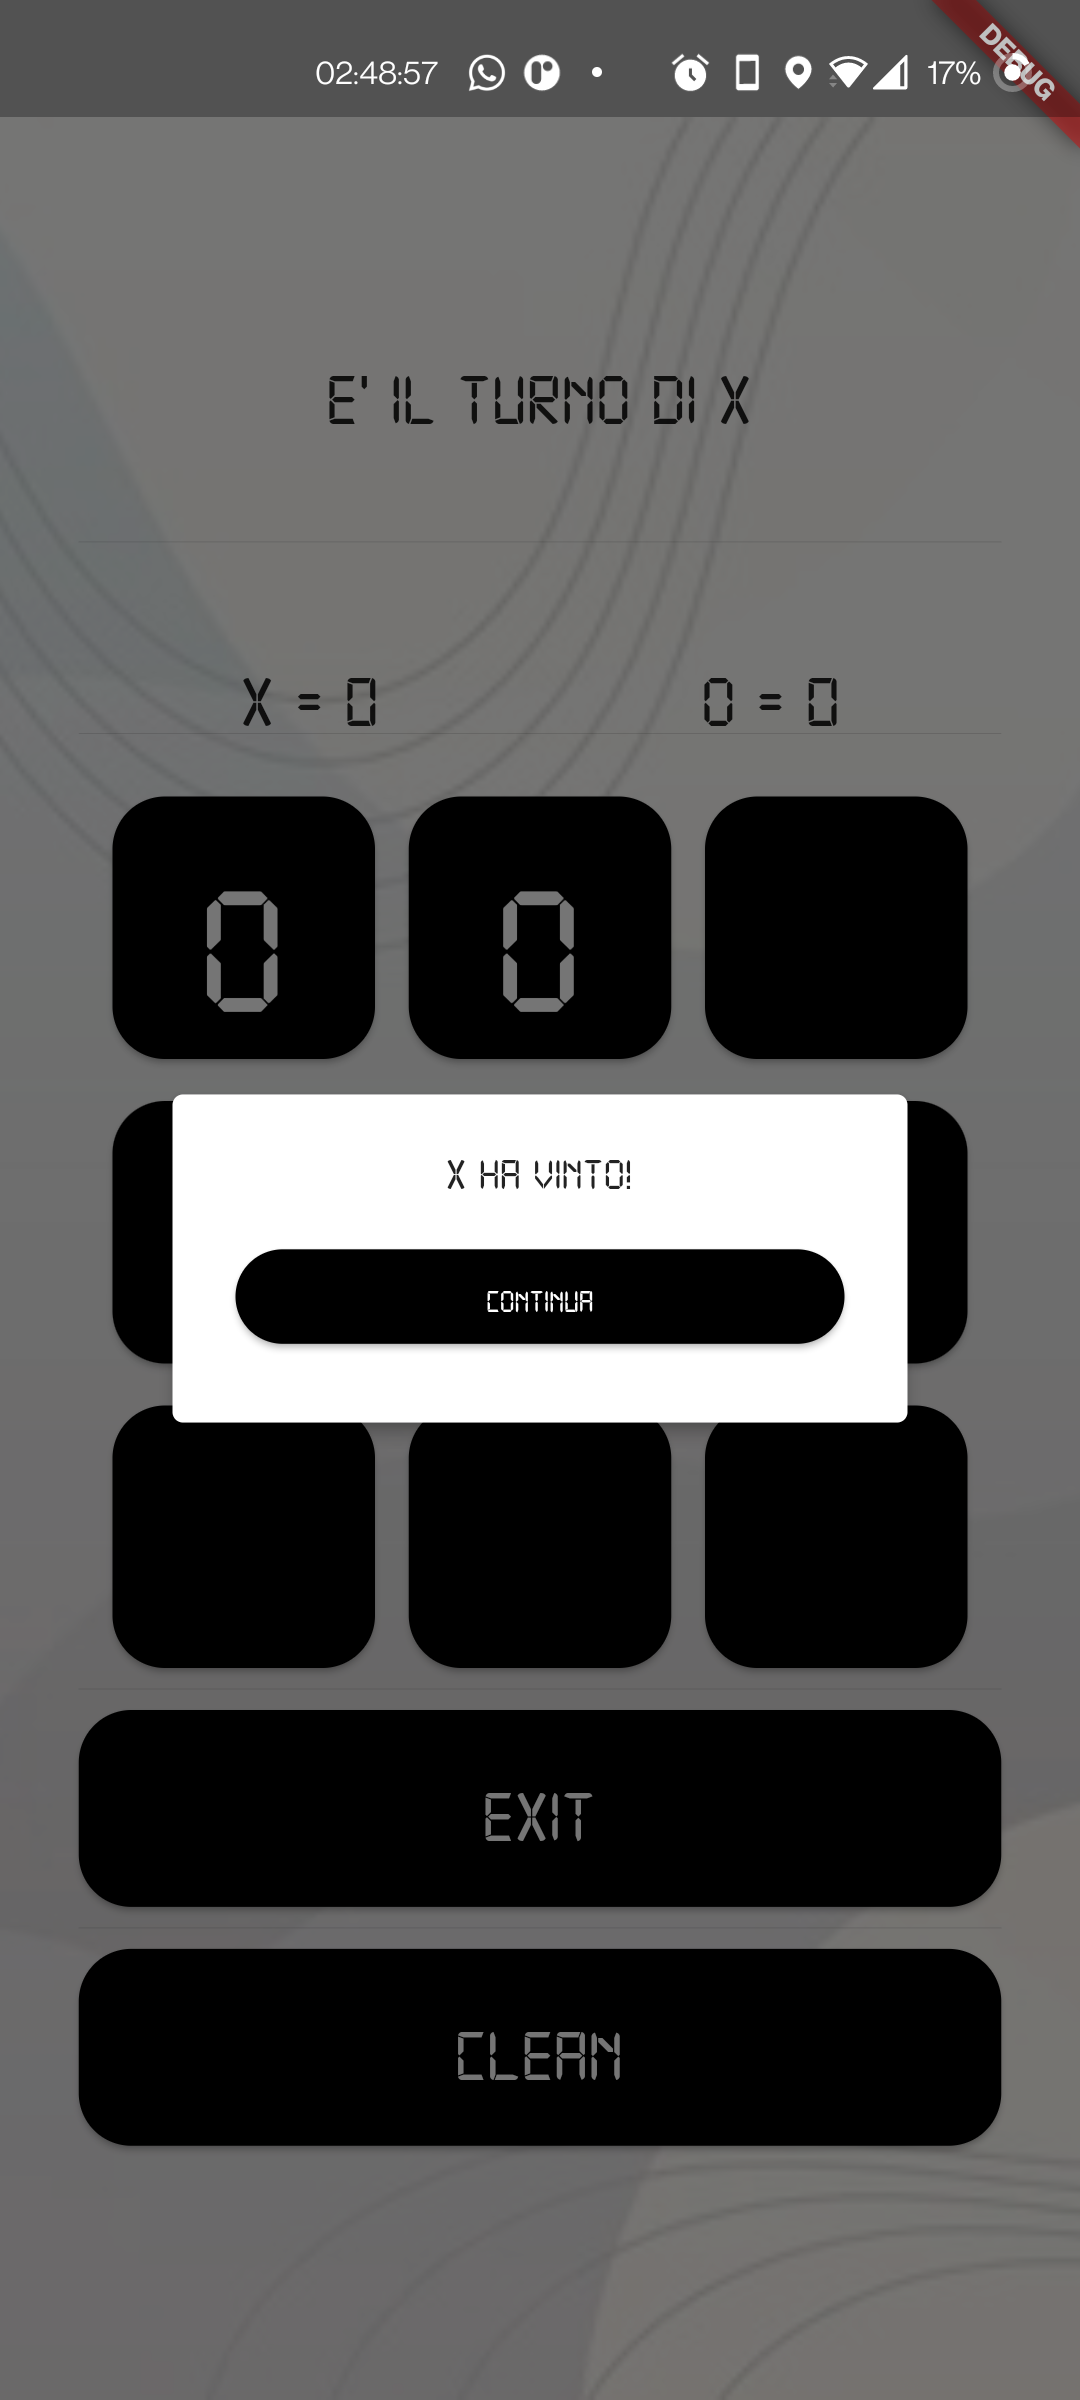 02:48:57 17%
DEBUG
E' IL TURNO DI X
X = 0 O = 0
O O
X HA VINTO!
CONTINUA
EXIT
CLEAN